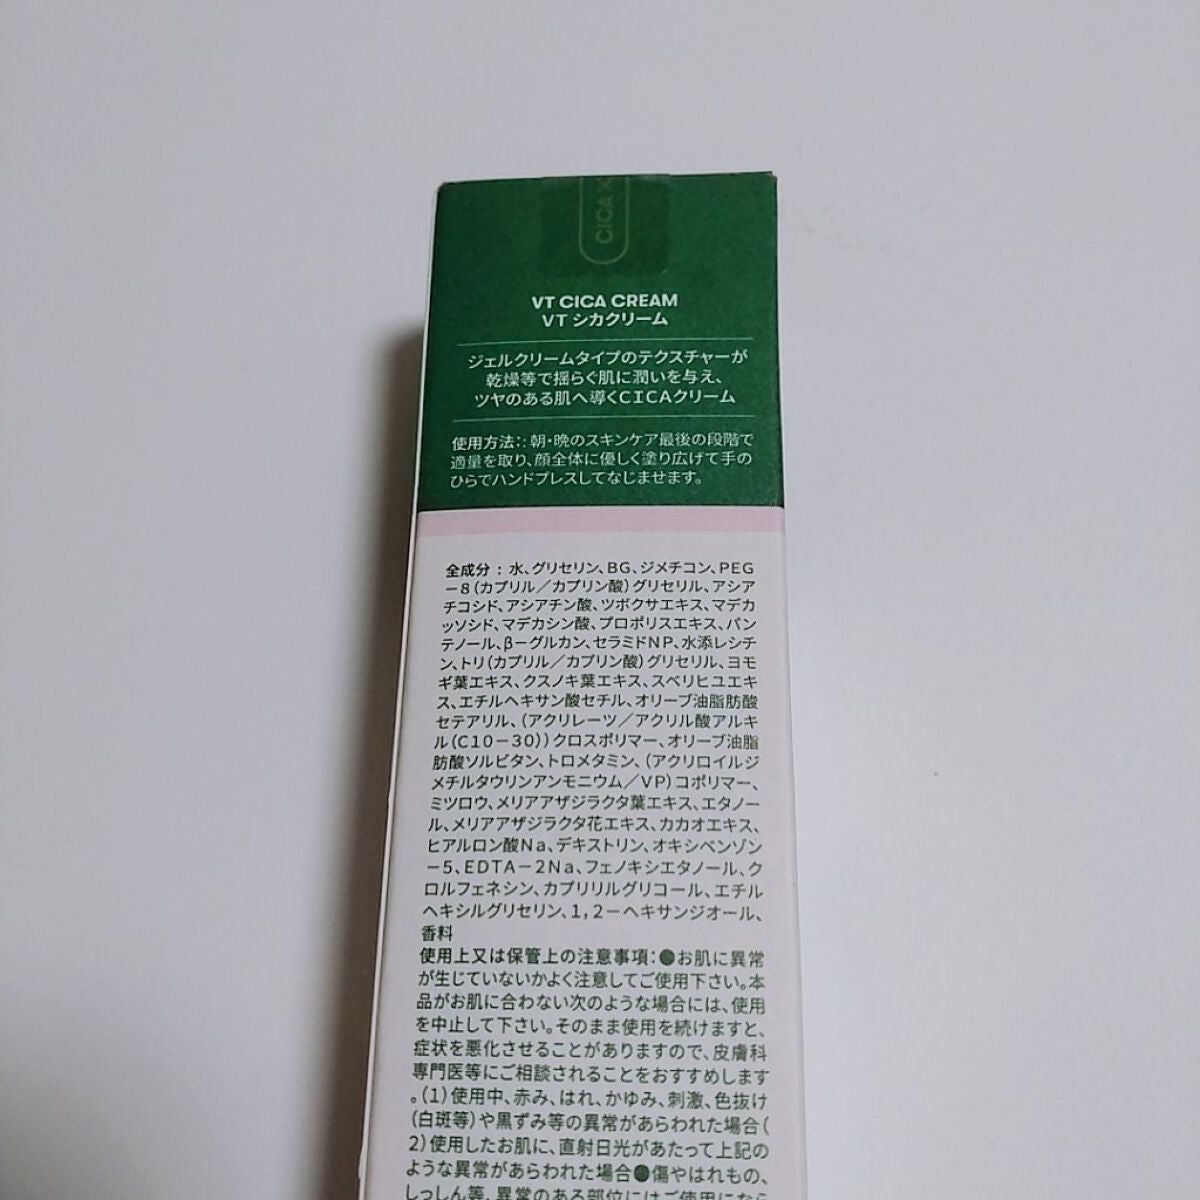 CICA ×
VT CICA CREAM
VT シカクリーム
ジェルクリームタイプのテクスチャーが
乾燥等で揺らぐ肌に潤いを与え、
ツヤのある肌へ導くCICAクリーム
使用方法：: 朝・晩のスキンケア最後の段階で
適量を取り、顔全体に優しく塗り広げて手の
ひらでハンドプレスしてなじませます。
全成分 : 水、グリセリン、BG、ジメチコン、PEG
－8（カプリル／カプリン酸）グリセリル、アシア
チコシド、アシアチン酸、ツボクサエキス、マデカ
ッソシド、マデカシン酸、プロポリスエキス、パン
テノール、β－グルカン、セラミドNP、水添レシチ
ン、トリ（カプリル／カプリン酸）グリセリル、ヨモ
ギ葉エキス、クスノキ葉エキス、スベリヒユエキ
ス、エチルヘキサン酸セチル、オリーブ油脂肪酸
セテアリル、（アクリレーツ／アクリル酸アルキ
ル（C10－30））クロスポリマー、オリーブ油脂
肪酸ソルビタン、トロメタミン、（アクリロイルジ
メチルタウリンアンモニウム／VP）コポリマー、
ミツロウ、メリアアザジラクタ葉エキス、エタノー
ル、メリアアザジラクタ花エキス、カカオエキス、
ヒアルロン酸Na、デキストリン、オキシベンゾン
－5、EDTA－2Na、フェノキシエタノール、ク
ロルフェネシン、カプリリルグリコール、エチル
ヘキシルグリセリン、1，2－ヘキサンジオール、
香料
使用上又は保管上の注意事項：●お肌に異常
が生じていないかよく注意してご使用下さい。本
品がお肌に合わない次のような場合には、使用
を中止して下さい。そのまま使用を続けますと、
症状を悪化させることがありますので、皮膚科
専門医等にご相談されることをおすすめします
。（1）使用中、赤み、はれ、かゆみ、刺激、色抜け
（白斑等）や黒ずみ等の異常があらわれた場合（
2）使用したお肌に、直射日光があたって上記の
ような異常があらわれた場合●傷やはれもの、
しっしん等、異常のある部位にはご使用になら